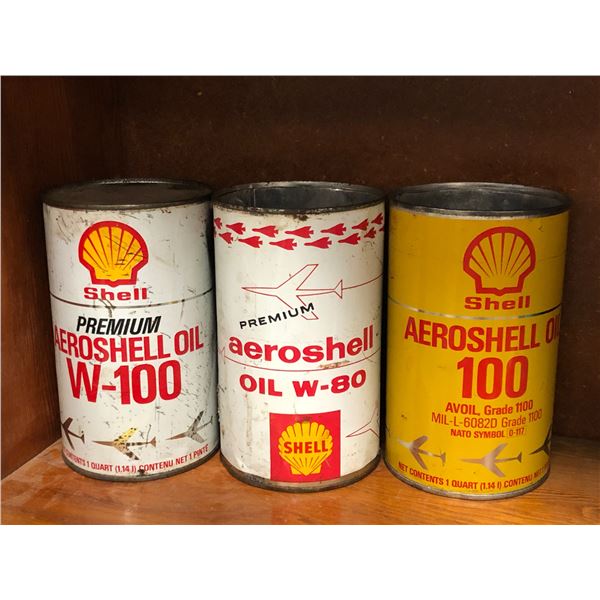 Shell
PREMIUM
AEROSHELL OIL
W-100
1 QUART (1.14 l) CONTENU NET 1 PINTE
PREMIUM
aeroshell
OIL W-80
SHELL
Shell
AEROSHELL OIL
100
AVOIL, Grade 1100
MIL-L-6082D Grade 1100
NATO SYMBOL 0-117
NET CONTENTS 1 QUART (1.14 l) CONTENU NET